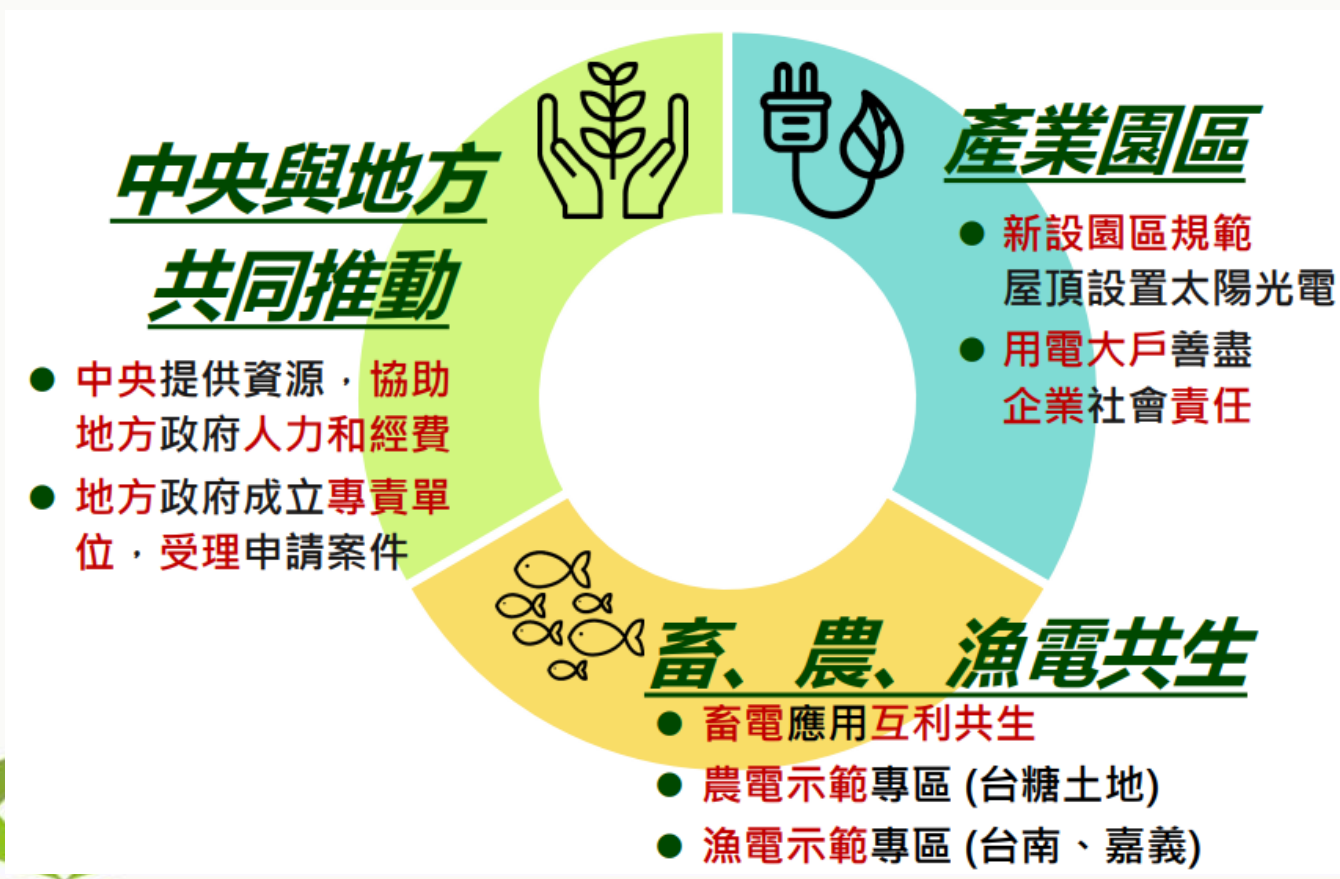 中央與地方
共同推動
● 中央提供資源，協助
地方政府人力和經費
● 地方政府成立專責單
位，受理申請案件
產業園區
● 新設園區規範
屋頂設置太陽光電
● 用電大戶善盡
企業社會責任
畜、農、漁電共生
● 畜電應用互利共生
● 農電示範專區 (台糖土地)
● 漁電示範專區 (台南、嘉義)